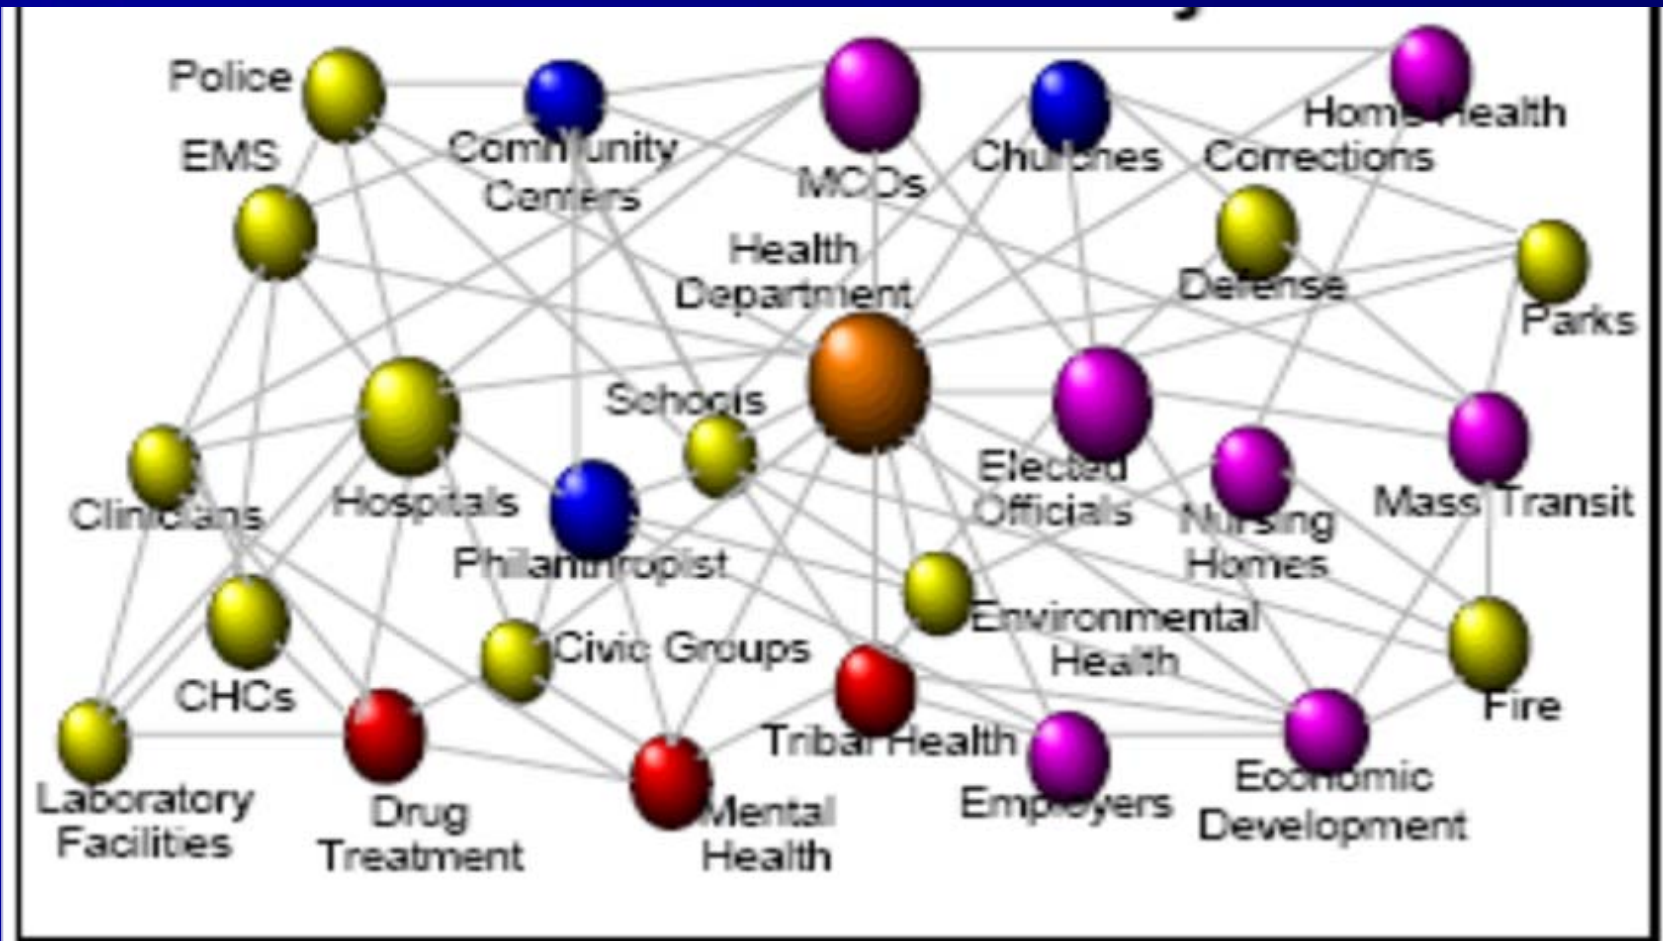 Police
EMS
Community
Centers
MCOs
Churches
Home Health
Corrections
Health
Department
Defense
Parks
Schools
Clinicians
Hospitals
Philanthropist
Elected
Officials
Nursing
Homes
Mass Transit
CHCs
Civic Groups
Environmental
Health
Fire
Tribal Health
Laboratory
Facilities
Drug
Treatment
Mental
Health
Employers
Economic
Development